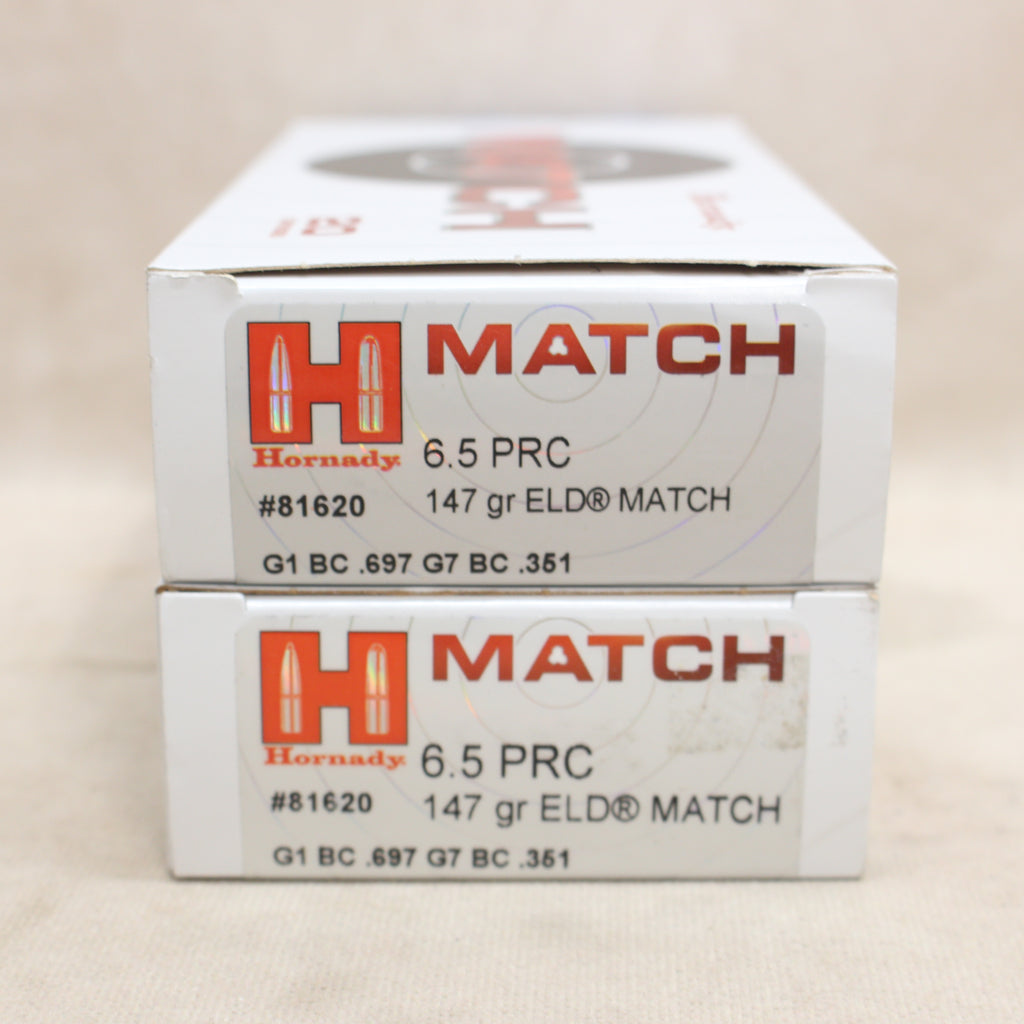 MATCH
Hornady
6.5 PRC
#81620
147 gr ELD® MATCH
G1 BC .697 G7 BC .351
MATCH
Hornady
6.5 PRC
#81620
147 gr ELD® MATCH
G1 BC .697 G7 BC .351